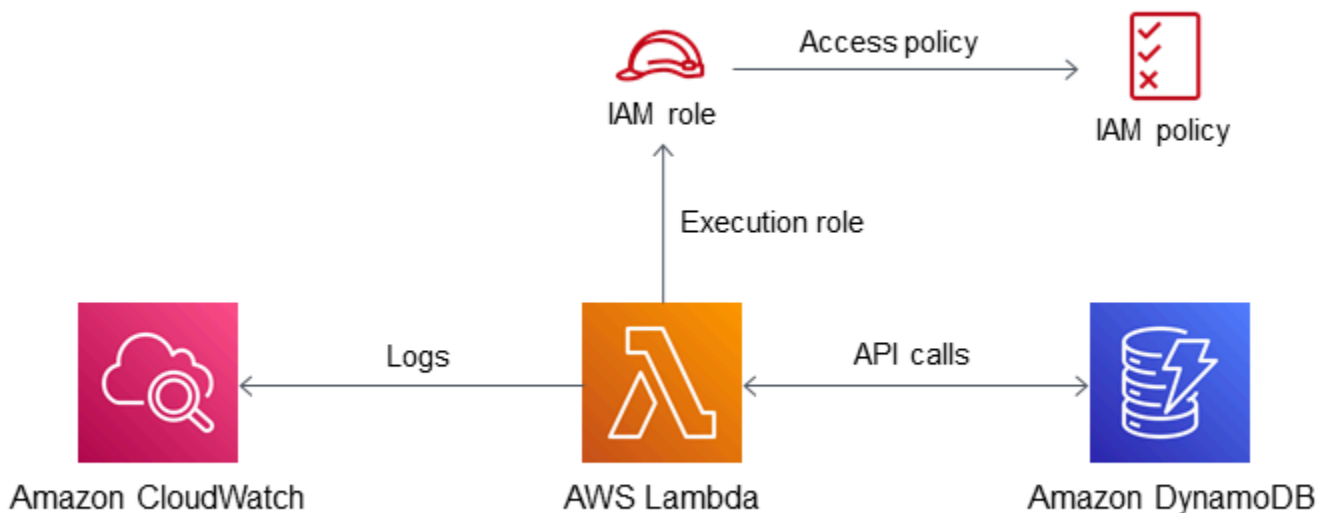 Access policy
IAM role
IAM policy
Execution role
Logs
API calls
Amazon CloudWatch
AWS Lambda
Amazon DynamoDB